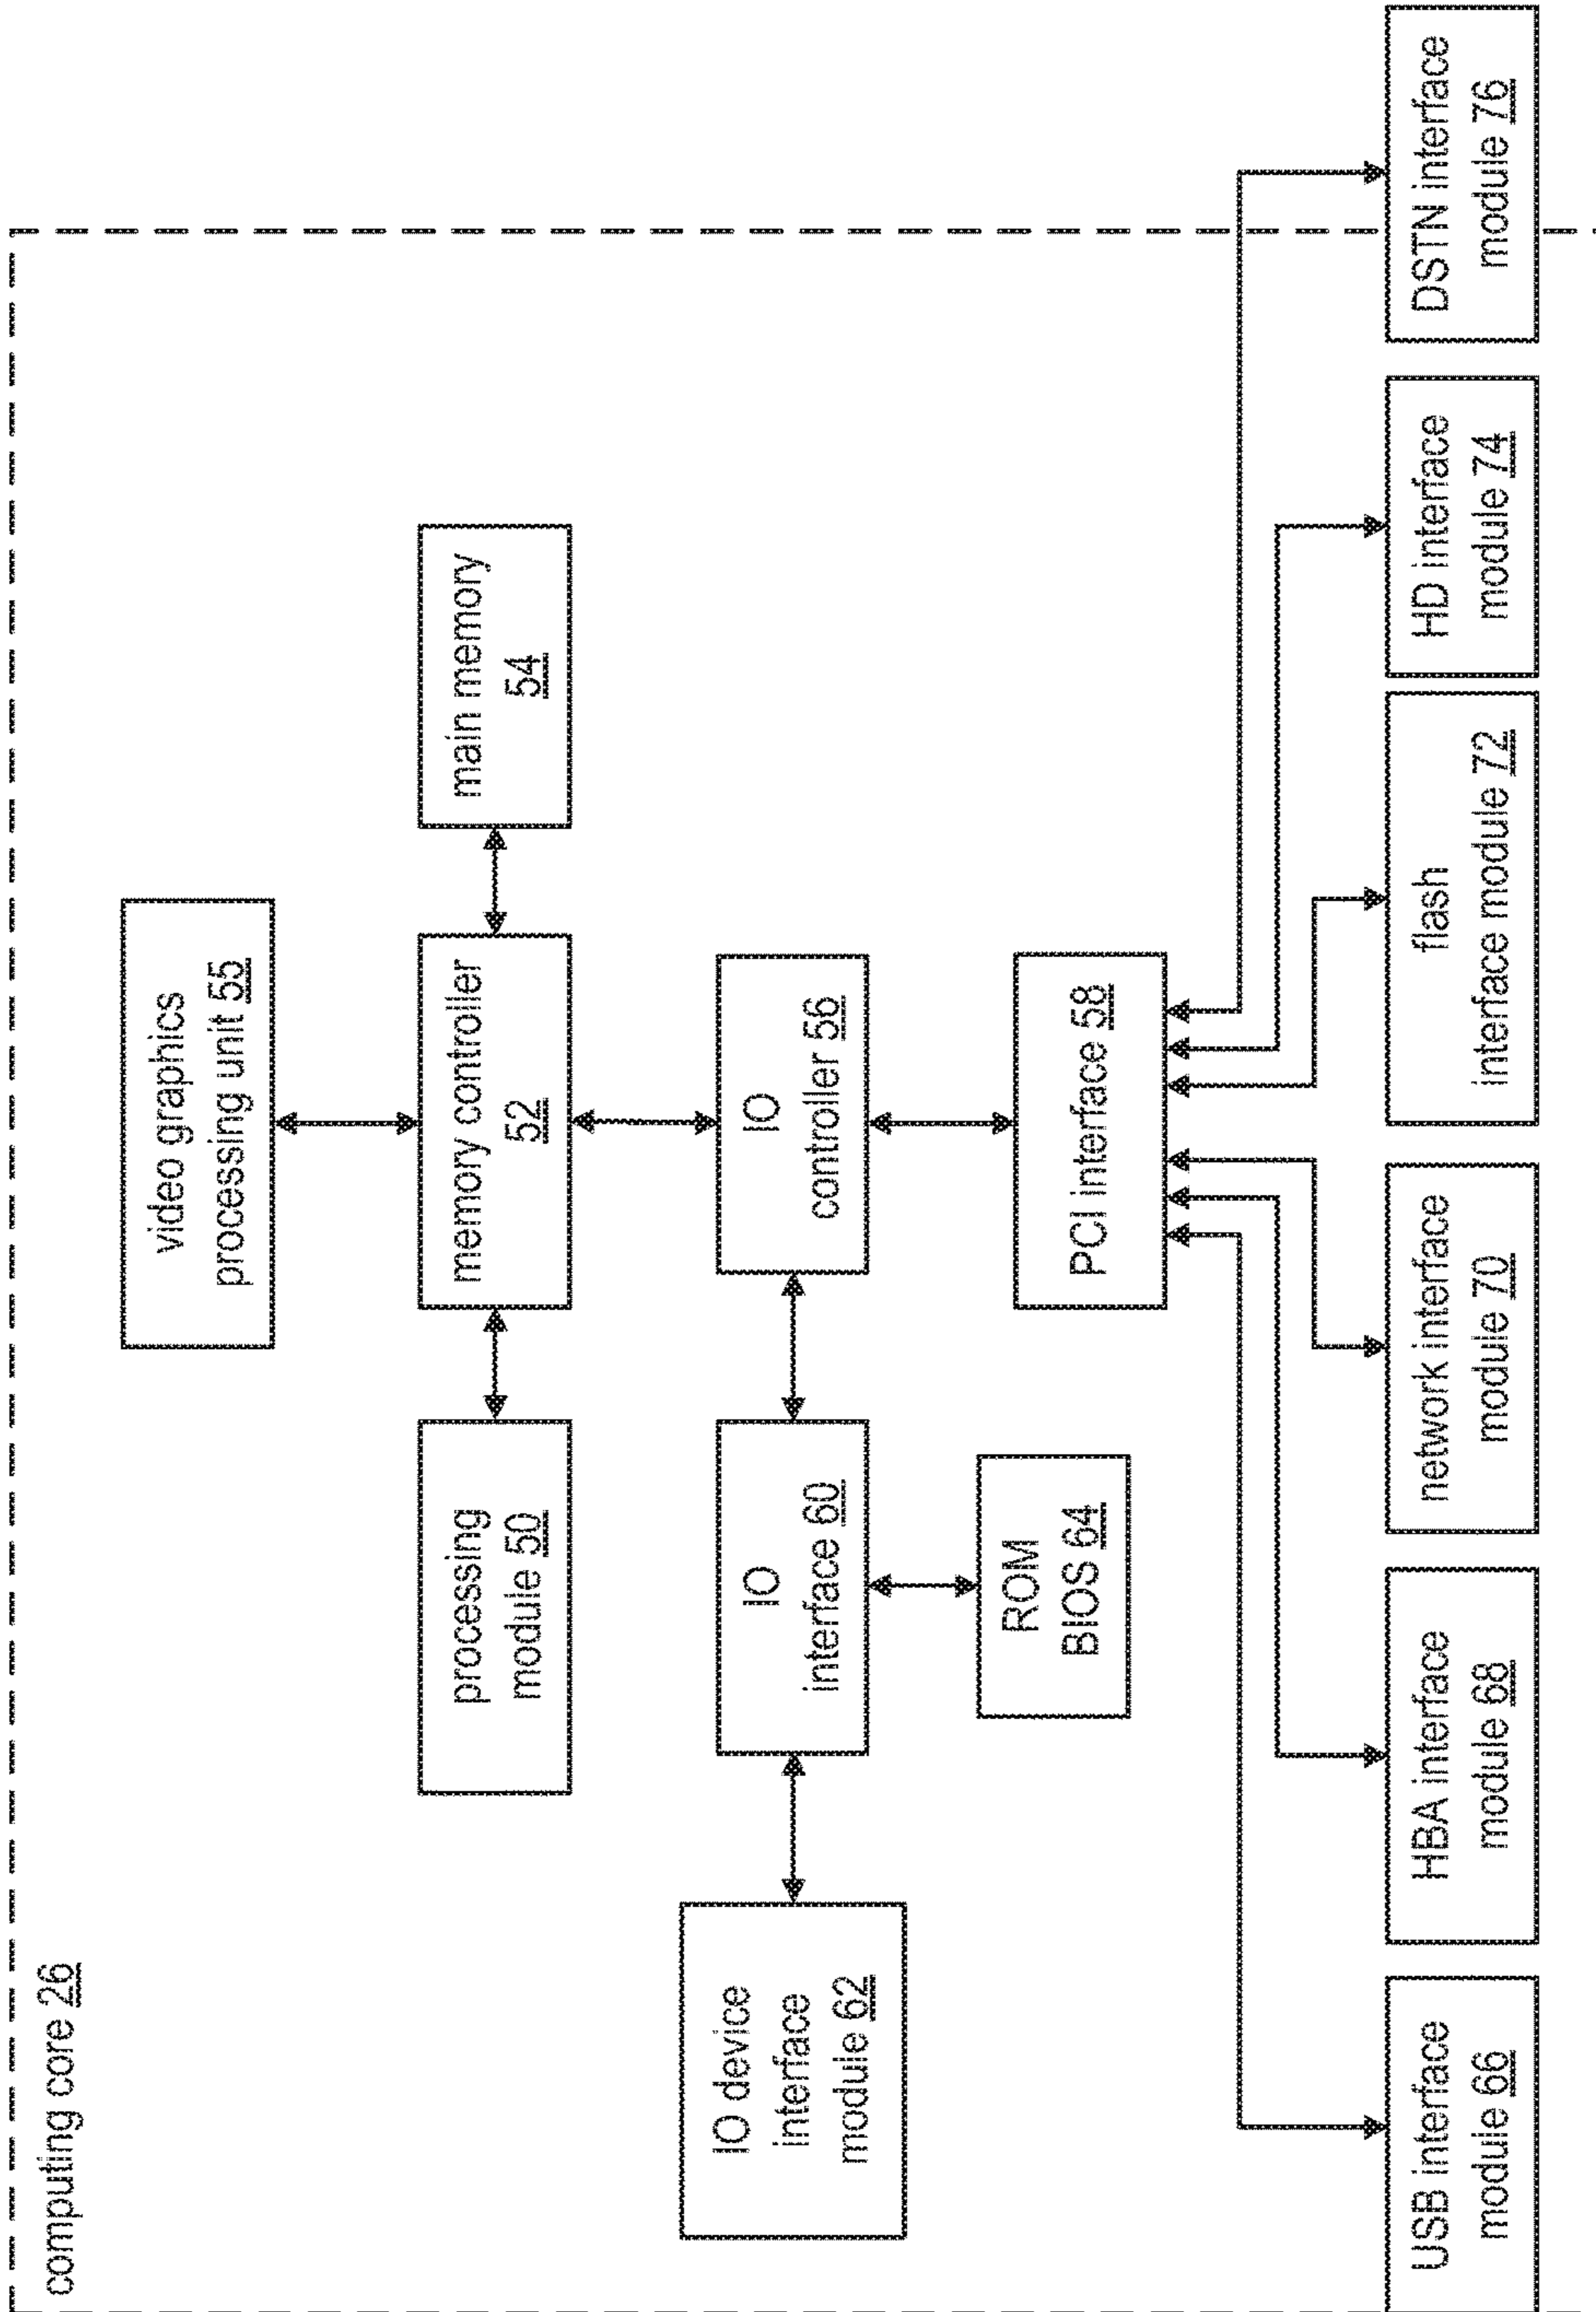 computing core 26
video graphics
processing unit 55
processing
module 50
memory controller
52
main memory
54
IO device
interface
module 62
IO
interface 60
IO
controller 56
ROM
BIOS 64
PCI interface 58
USB interface
module 66
HBA interface
module 68
network interface
module 70
flash
interface module 72
HD interface
module 74
DSTN interface
module 76